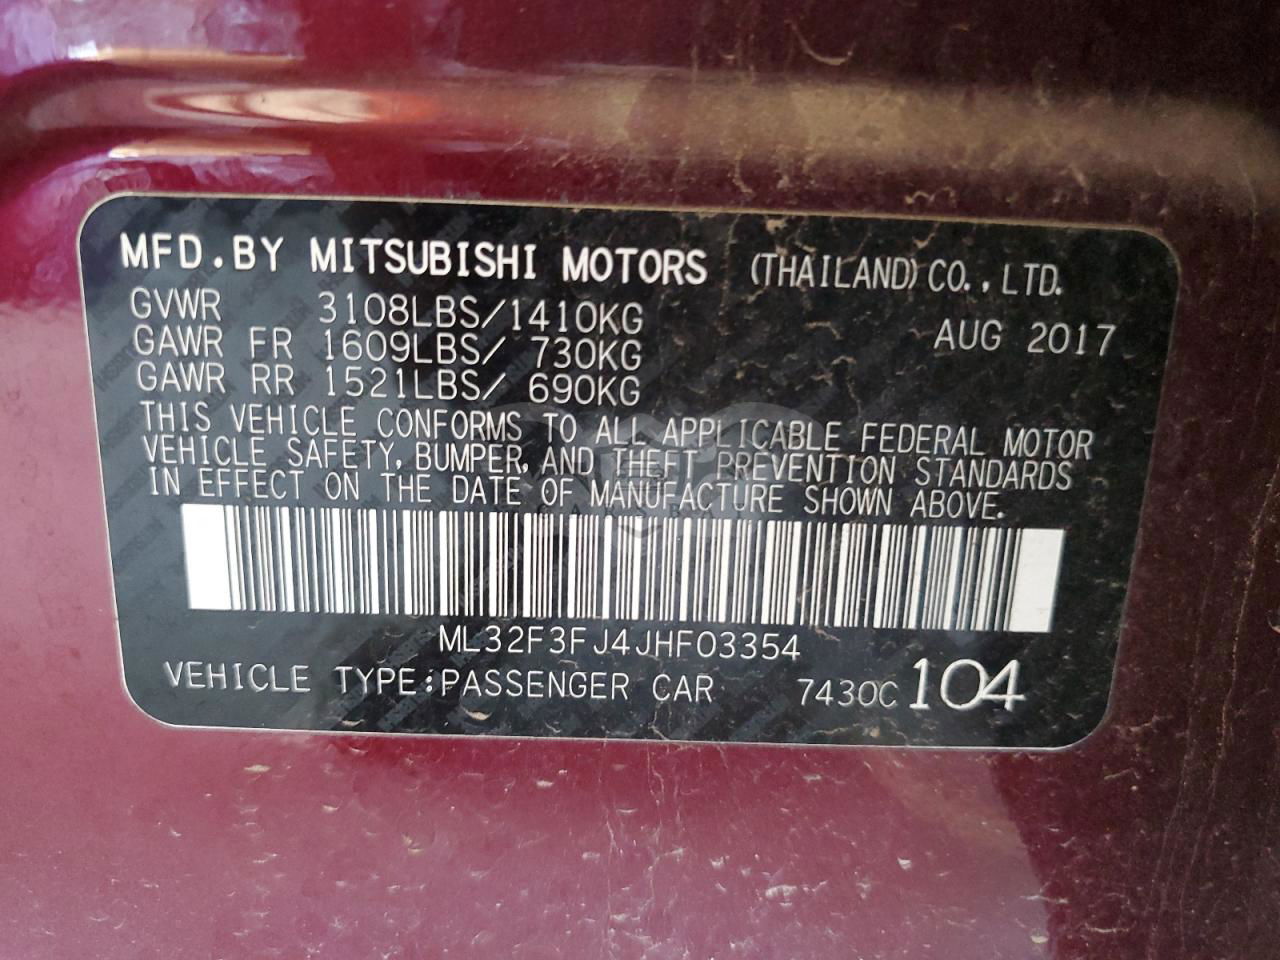 MFD.BY MITSUBISHI MOTORS (THAILAND)CO.,LTD.
GVWR 3108LBS/1410KG
AUG 2017
GAWR FR 1609LBS/ 730KG
GAWR RR 1521LBS/ 690KG
THIS VEHICLE CONFORMS TO ALL APPLICABLE FEDERAL MOTOR
VEHICLE SAFETY, BUMPER, AND THEFT PREVENTION STANDARDS
IN EFFECT ON THE DATE OF MANUFACTURE SHOWN ABOVE.
ML32F3FJ4JHF03354
VEHICLE TYPE:PASSENGER CAR 7430C 104